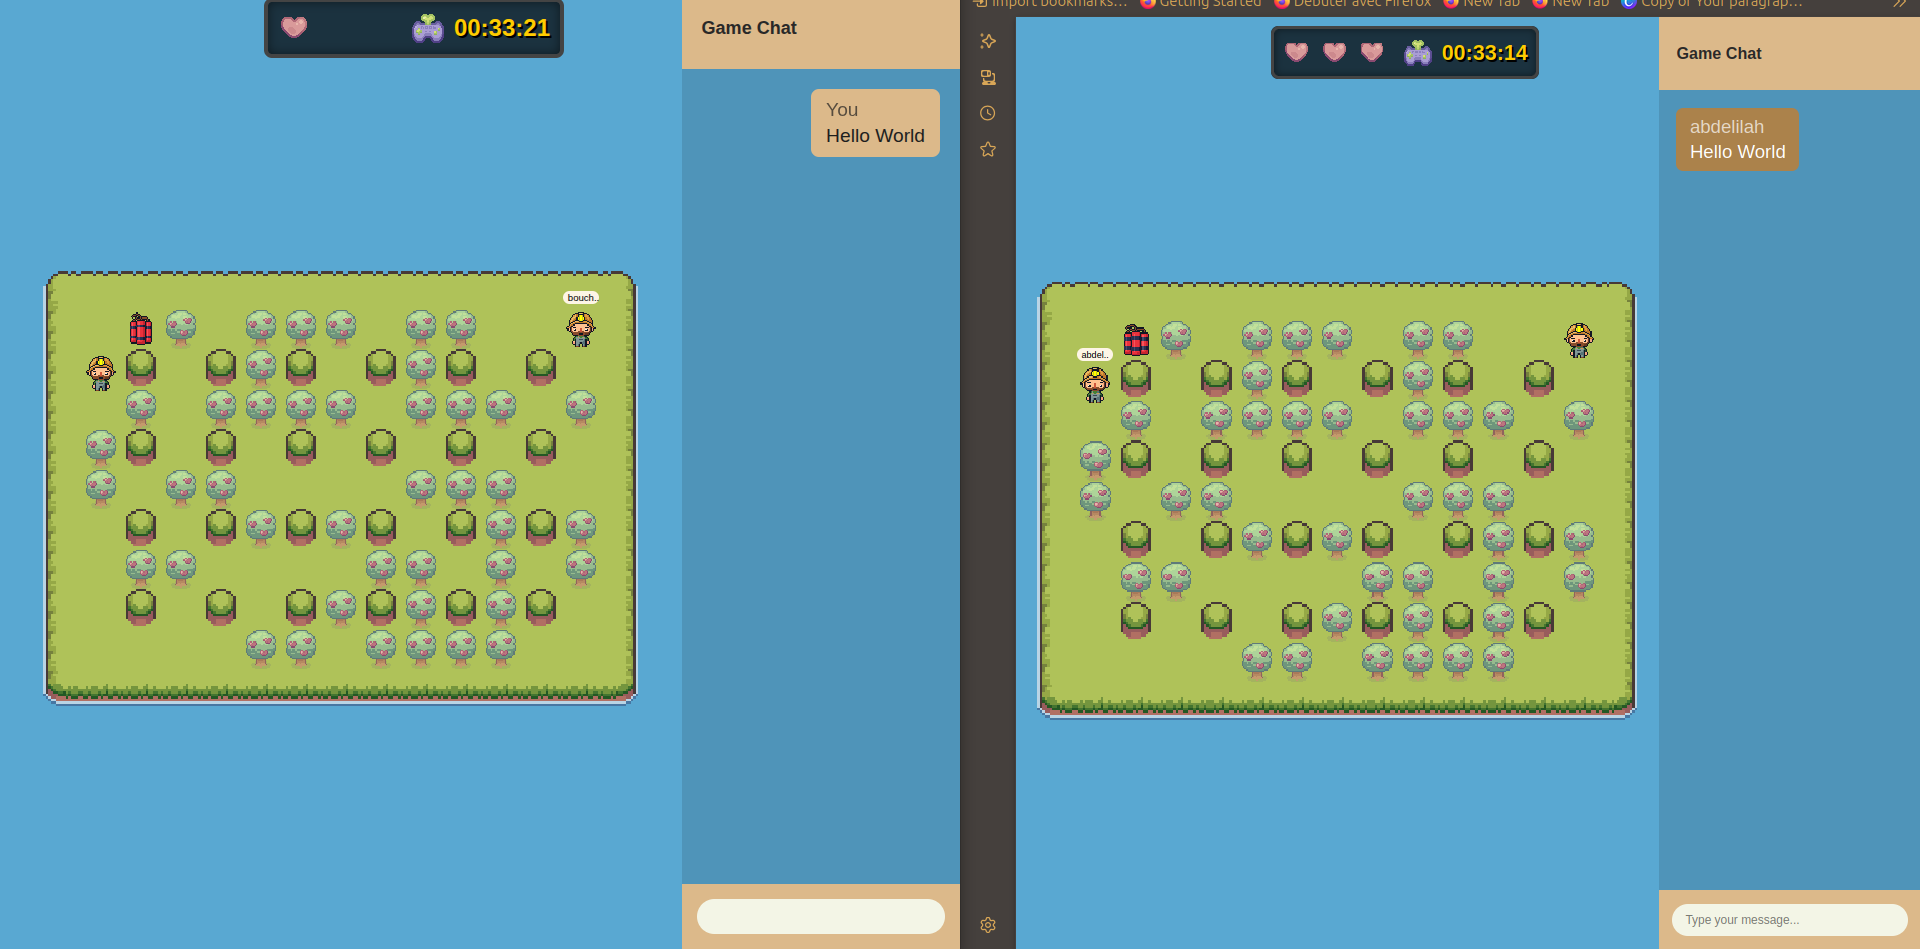 00:33:21
Game Chat
You
Hello World
bouch..
Import bookmarks...
Getting Started
Débuter avec Firefox
New Tab
New Tab
Copy of Your paragrap...
00:33:14
Game Chat
abdelilah
Hello World
abdel..
Type your message...